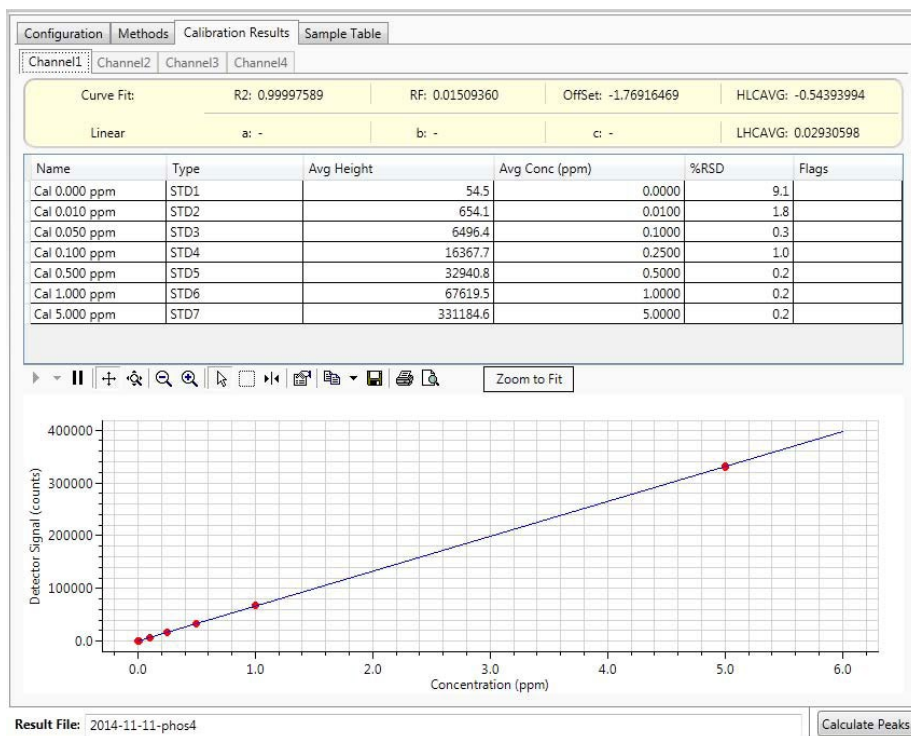 Configuration Methods Calibration Results Sample Table
Channel1 Channel2 Channel3 Channel4
Curve Fit: R2: 0.99997589 RF: 0.01509360 OffSet: -1.76916469 HLCAVG: -0.54393994
Linear a: - b: - c: - LHCAVG: 0.02930598
Name Type Avg Height Avg Conc (ppm) %RSD Flags
Cal 0.000 ppm STD1 54.5 0.0000 9.1
Cal 0.010 ppm STD2 654.1 0.0100 1.8
Cal 0.050 ppm STD3 6496.4 0.1000 0.3
Cal 0.100 ppm STD4 16367.7 0.2500 1.0
Cal 0.500 ppm STD5 32940.8 0.5000 0.2
Cal 1.000 ppm STD6 67619.5 1.0000 0.2
Cal 5.000 ppm STD7 331184.6 5.0000 0.2
Zoom to Fit
Detector Signal (counts)
400000
300000
200000
100000
0.0
0.0 1.0 2.0 3.0 4.0 5.0 6.0
Concentration (ppm)
Result File: 2014-11-11-phos4 Calculate Peaks